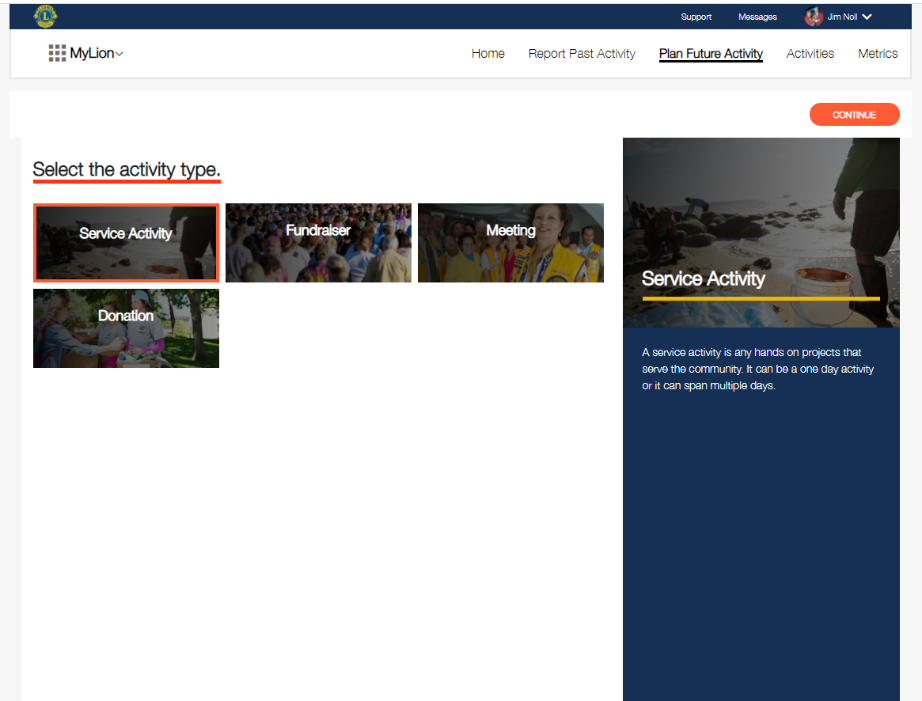 Support Messages Jim Noll
MyLion
Home Report Past Activity Plan Future Activity Activities Metrics
CONTINUE
Select the activity type.
Service Activity
Fundraiser
Meeting
Donation
Service Activity
A service activity is any hands on projects that
serve the community. It can be a one day activity
or it can span multiple days.